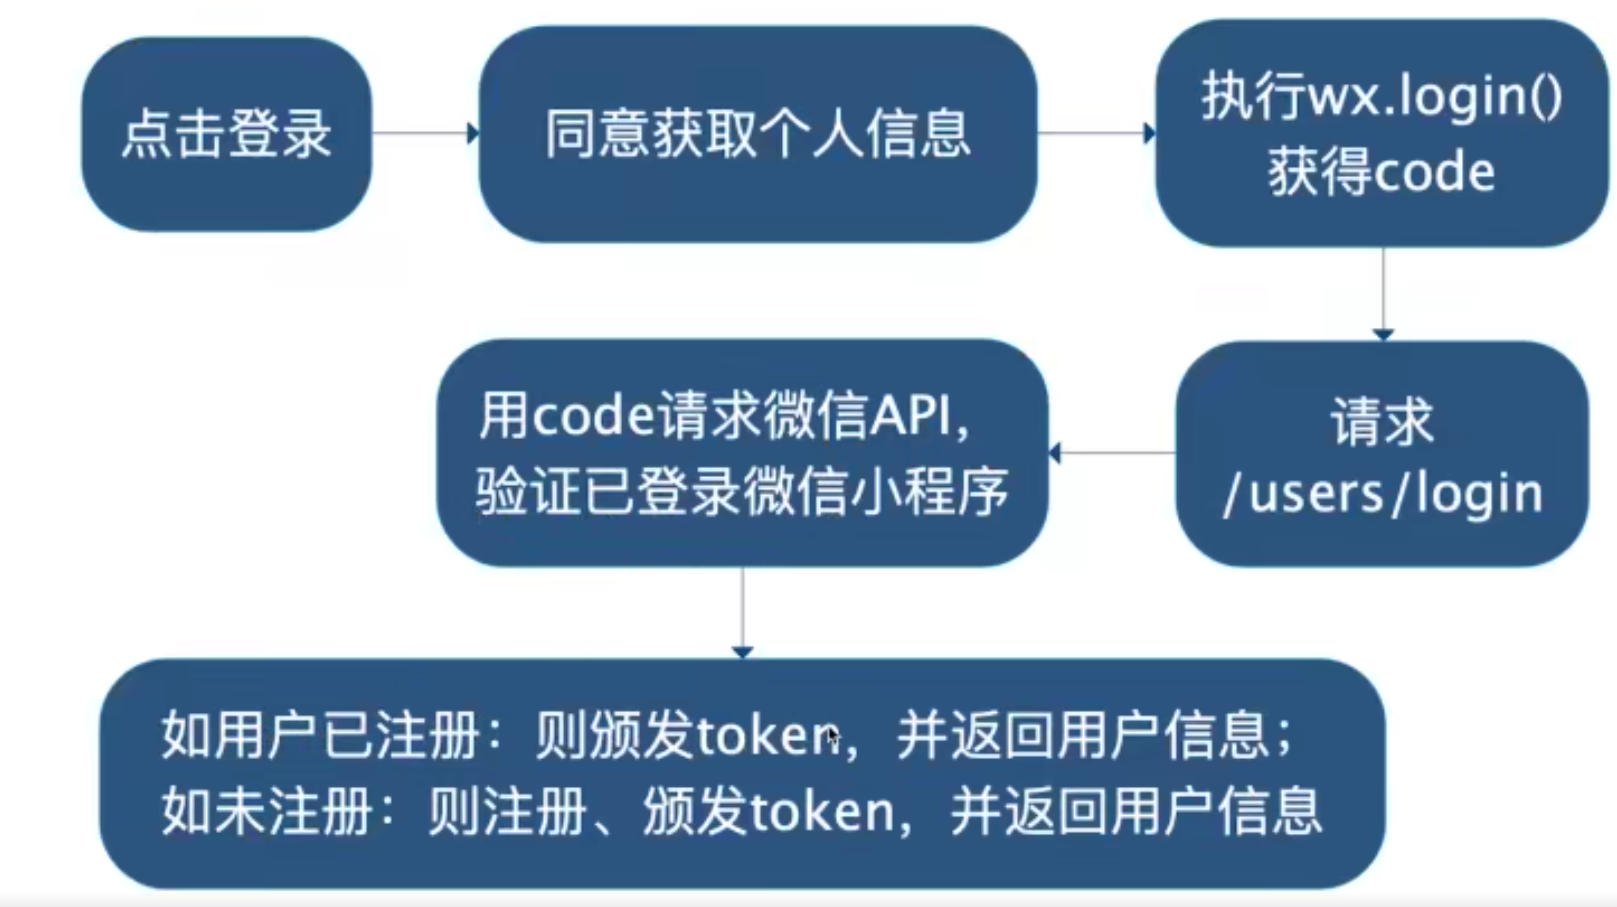 点击登录
同意获取个人信息
执行wx.login()
获得code
请求
/users/login
用code请求微信API，
验证已登录微信小程序
如用户已注册：则颁发token，并返回用户信息；
如未注册：则注册、颁发token，并返回用户信息